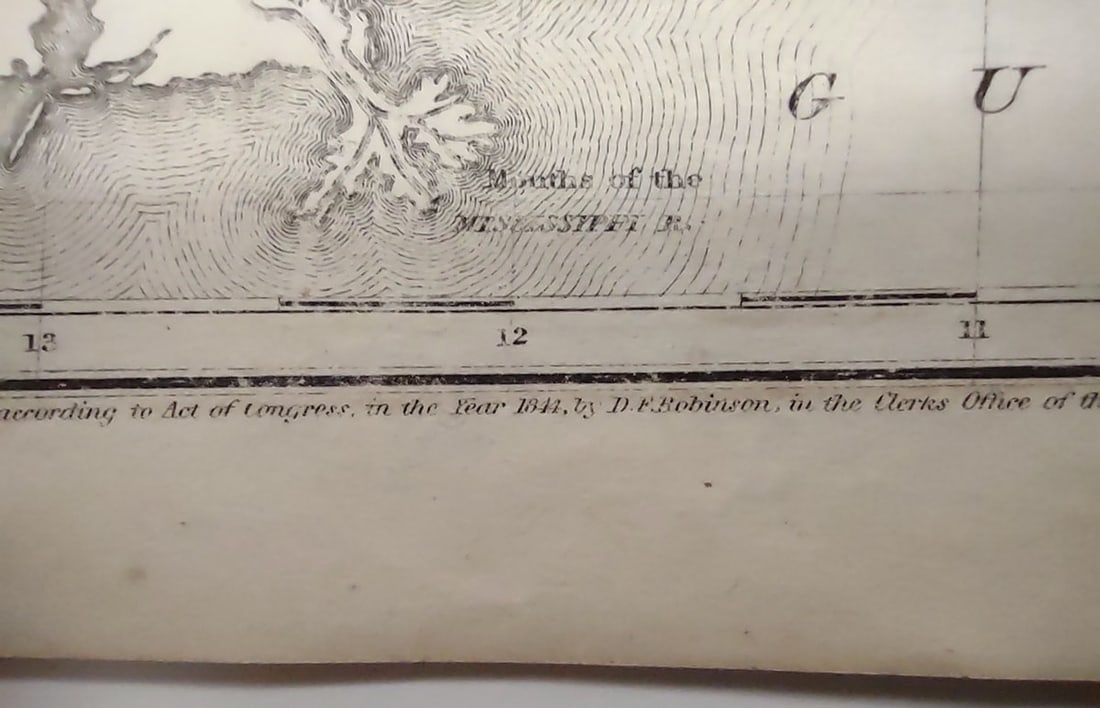 G U
Mouths of the
MISSISSIPPI R.
13 12 11
according to Act of Congress, in the Year 1844, by D.F. Robinson, in the Clerks Office of